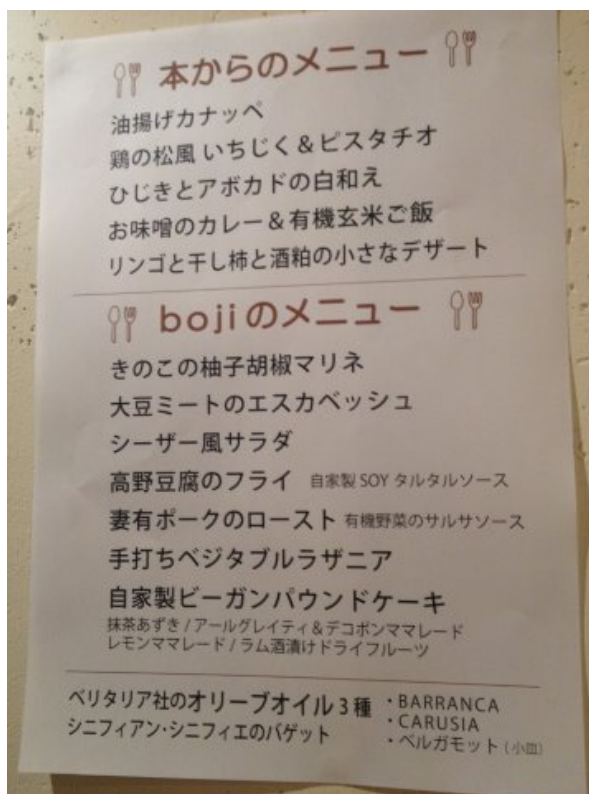 本からのメニュー
油揚げカナッペ
鶏の松風 いちじく＆ピスタチオ
ひじきとアボカドの白和え
お味噌のカレー＆有機玄米ご飯
リンゴと干し柿と酒粕の小さなデザート
bojiのメニュー
きのこの柚子胡椒マリネ
大豆ミートのエスカベッシュ
シーザー風サラダ
高野豆腐のフライ 自家製SOYタルタルソース
妻有ポークのロースト 有機野菜のサルサソース
手打ちベジタブルラザニア
自家製ビーガンパウンドケーキ
抹茶あずき/アールグレイティ＆デコポンママレード
レモンママレード/ラム酒漬けドライフルーツ
ベリタリア社のオリーブオイル3種
シニフィアン・シニフィエのバゲット
・BARRANCA
・CARUSIA
・ベルガモット（小皿）